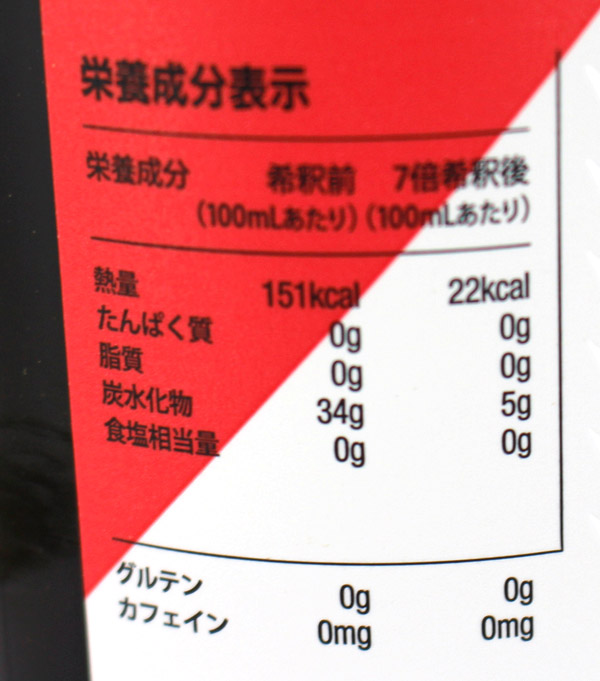 栄養成分表示
栄養成分 希釈前 7倍希釈後
(100mLあたり) (100mLあたり)
熱量 151kcal 22kcal
たんぱく質 0g 0g
脂質 0g 0g
炭水化物 34g 5g
食塩相当量 0g 0g
グルテン 0g 0g
カフェイン 0mg 0mg